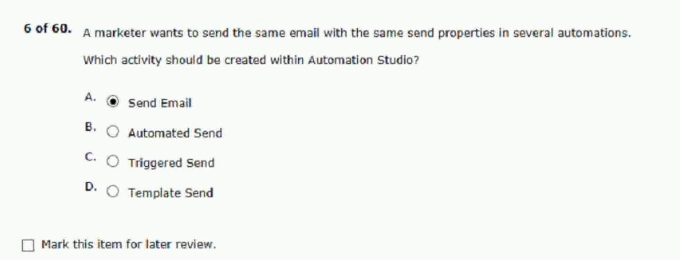 6 of 60. A marketer wants to send the same email with the same send properties in several automations.
Which activity should be created within Automation Studio?
A. Send Email
B. Automated Send
C. Triggered Send
D. Template Send
Mark this item for later review.